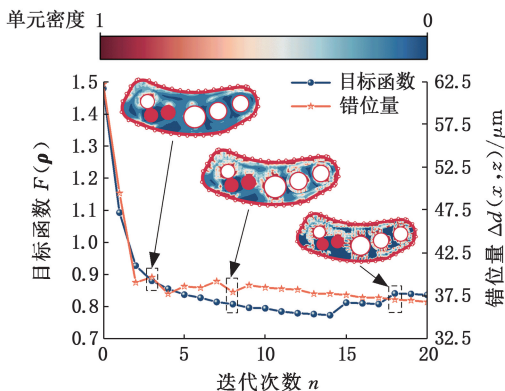 单元密度 1 0
1.5 62.5
1.4 57.5
1.3 52.5
1.2
1.1 47.5
1.0 42.5
0.9
0.8 37.5
0.7 32.5
目标函数
错位量
目标函数 F(ρ)
错位量 Δd(x,z)/μm
0 5 10 15 20
迭代次数 n